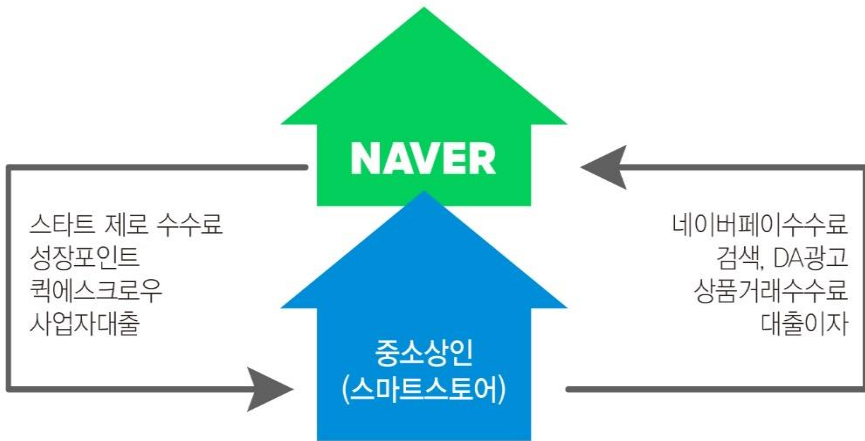 NAVER
스타트 제로 수수료
성장포인트
퀵에스크로우
사업자대출
네이버페이수수료
검색, DA광고
상품거래수수료
대출이자
중소상인
(스마트스토어)